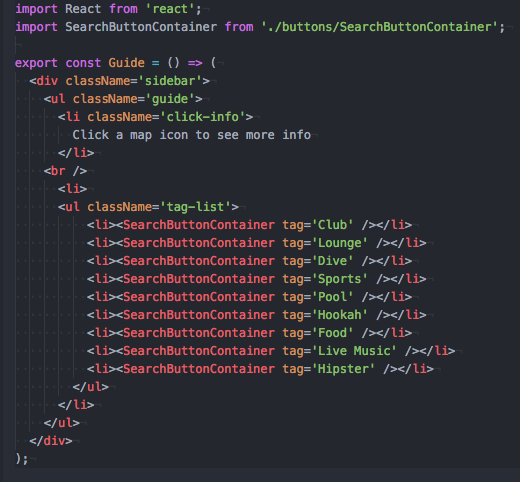 import React from 'react';
import SearchButtonContainer from './buttons/SearchButtonContainer';

export const Guide = () => (
  <div className='sidebar'>
    <ul className='guide'>
      <li className='click-info'>
        Click a map icon to see more info
      </li>
     <br />
      <li>
      <ul className='tag-list'>
          <li><SearchButtonContainer tag='Club' /></li>
          <li><SearchButtonContainer tag='Lounge' /></li>
          <li><SearchButtonContainer tag='Dive' /></li>
          <li><SearchButtonContainer tag='Sports' /></li>
          <li><SearchButtonContainer tag='Pool' /></li>
          <li><SearchButtonContainer tag='Hookah' /></li>
          <li><SearchButtonContainer tag='Food' /></li>
          <li><SearchButtonContainer tag='Live Music' /></li>
          <li><SearchButtonContainer tag='Hipster' /></li>
        </ul>
      </li>
    </ul>
  </div>
);